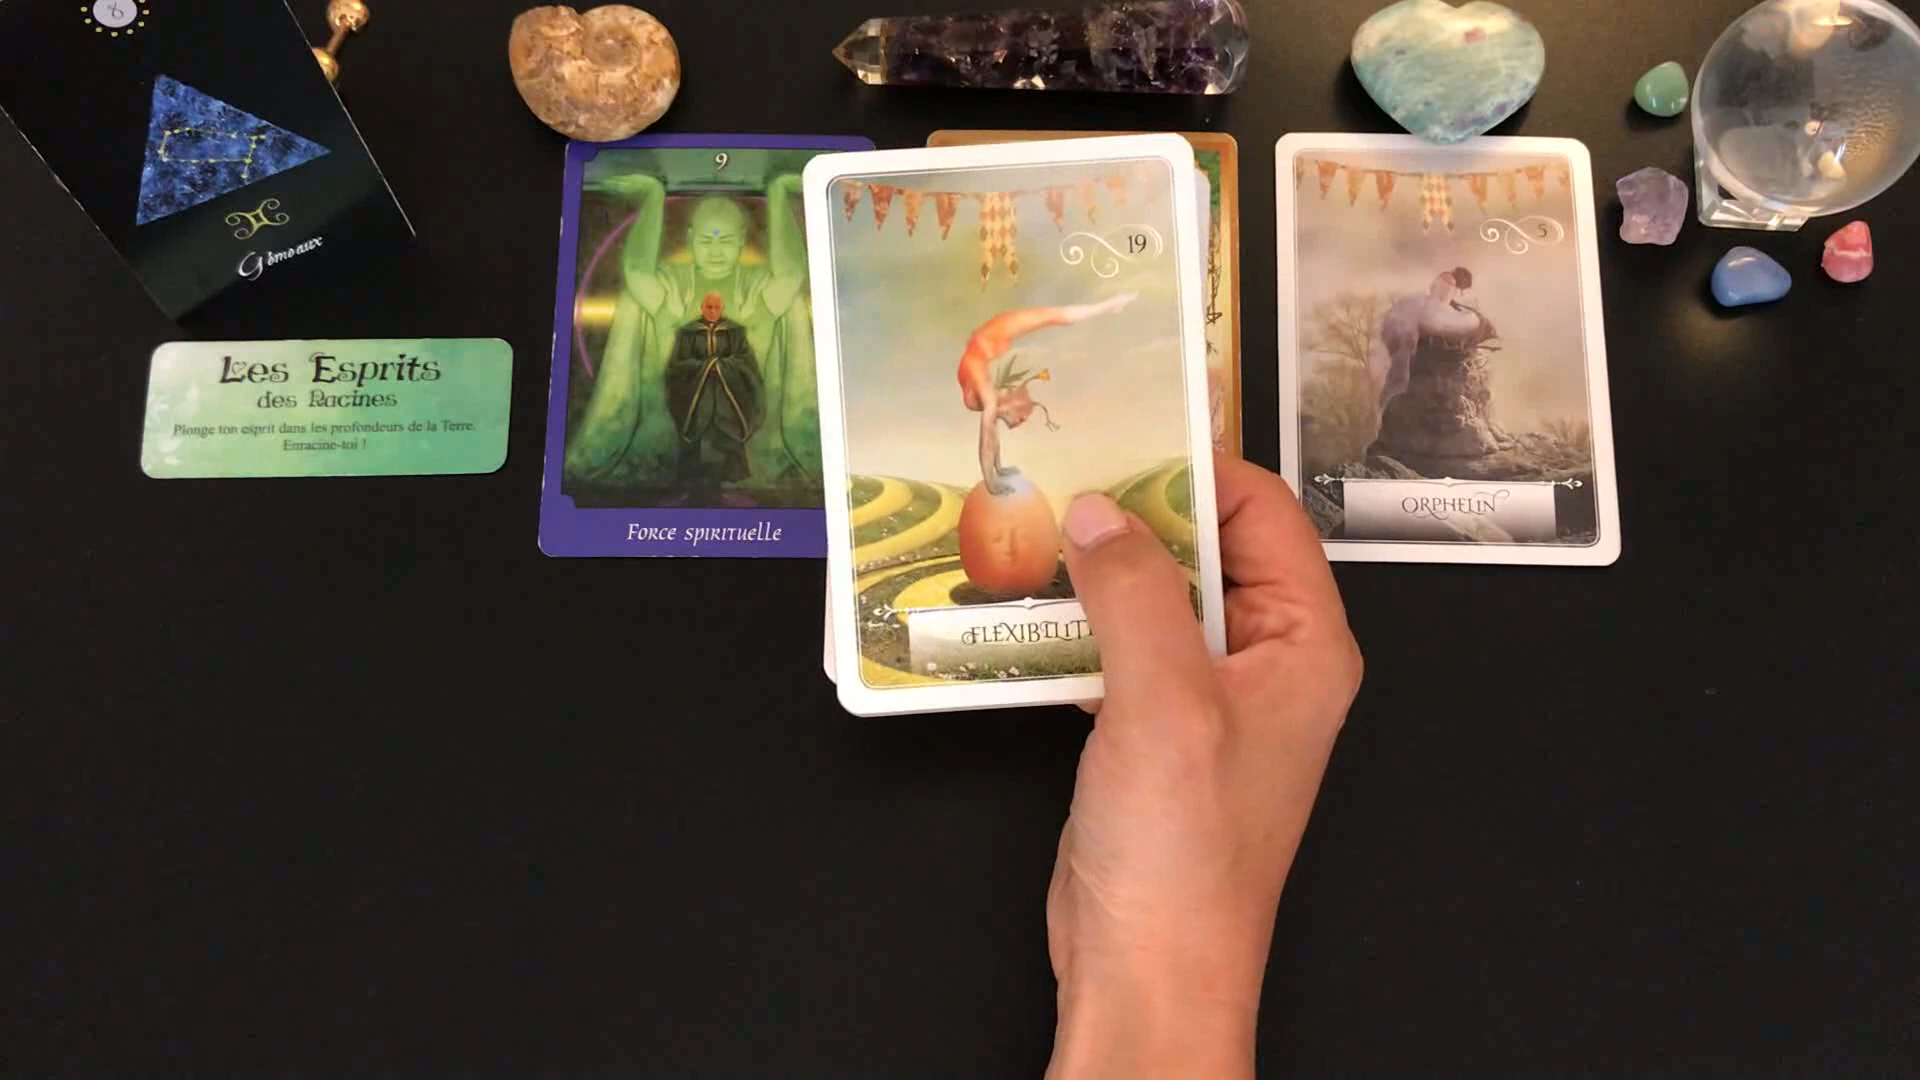 8
Gémeaux
Les Esprits
des Racines
Plonge ton esprit dans les profondeurs de la Terre.
Enracine-toi !
9
Force spirituelle
19
FLEXIBILIT
5
ORPHELIN